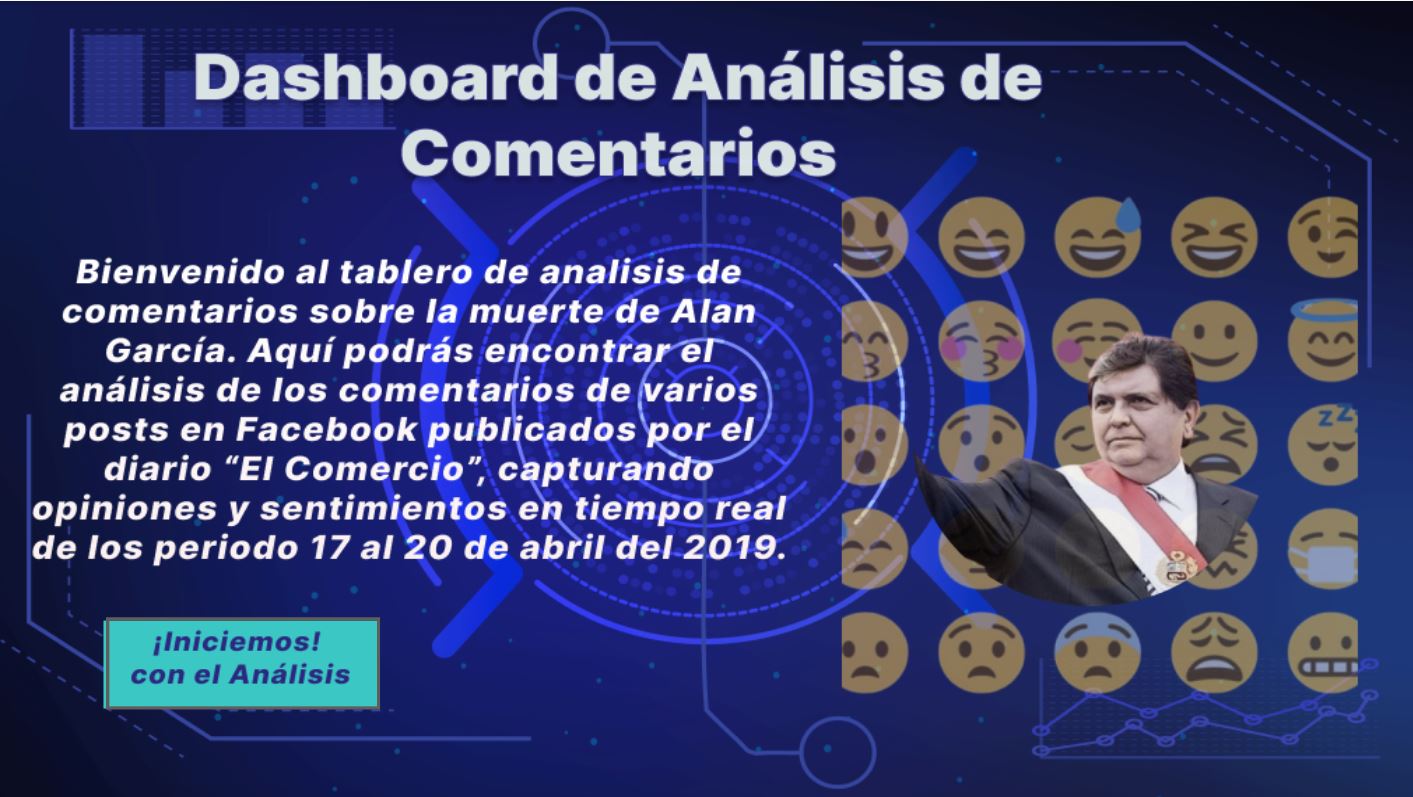 Dashboard de Análisis de
Comentarios
Bienvenido al tablero de analisis de
comentarios sobre la muerte de Alan
García. Aquí podrás encontrar el
análisis de los comentarios de varios
posts en Facebook publicados por el
diario “El Comercio”, capturando
opiniones y sentimientos en tiempo real
de los periodo 17 al 20 de abril del 2019.
¡Iniciemos!
con el Análisis